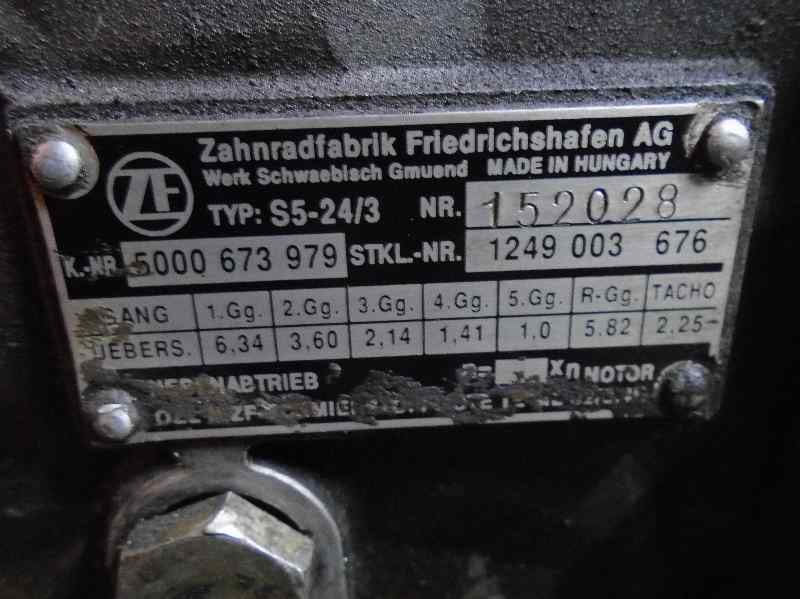 Zahnradfabrik Friedrichshafen AG
Werk Schwaebisch Gmuend MADE IN HUNGARY
ZF TYP: S5-24/3 NR. 152028
K.-NR. 5000 673 979 STKL.-NR. 1249 003 676
GANG 1.Gg. 2.Gg. 3.Gg. 4.Gg. 5.Gg. R-Gg. TACHO
UEBERS. 6,34 3,60 2,14 1,41 1,0 5.82 2,25
xn MOTOR